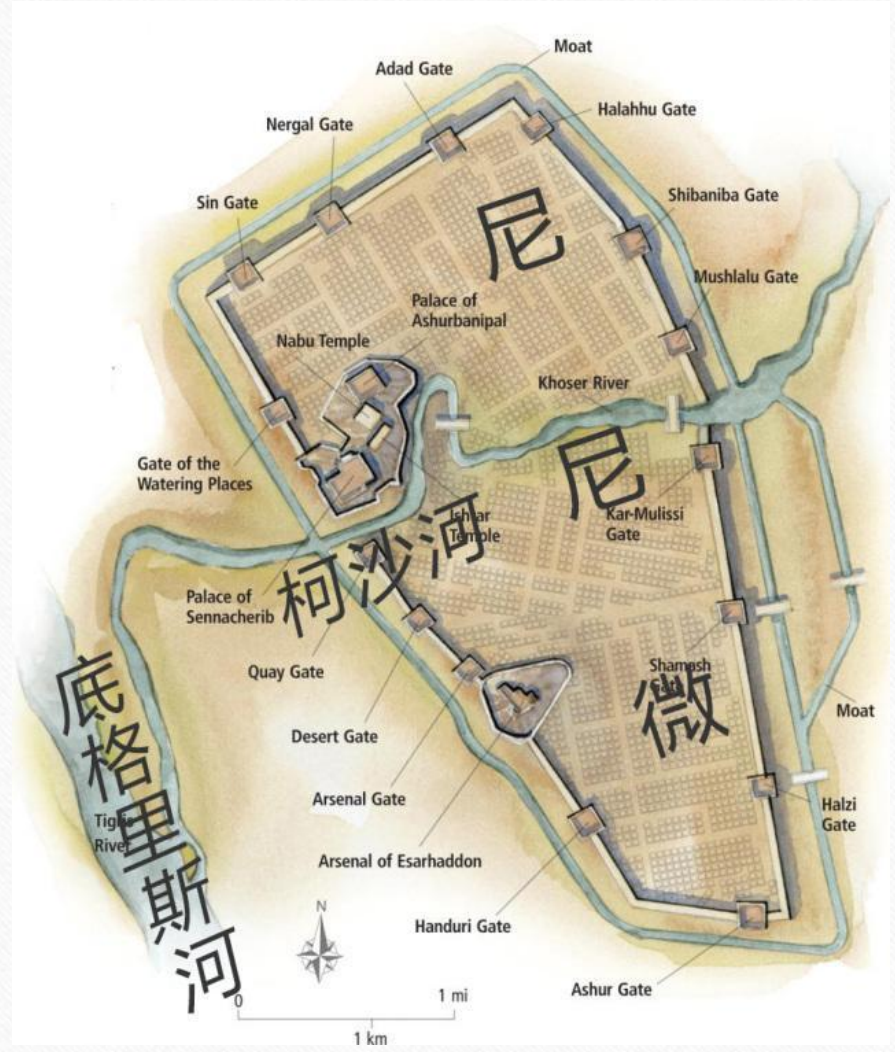 Moat
Adad Gate
Halahhu Gate
Nergal Gate
Shibaniba Gate
Sin Gate
尼
Mushlalu Gate
Palace of
Ashurbanipal
Nabu Temple
Khoser River
尼
Gate of the
Watering Places
Ishtar
Temple
Kar-Mulissi
Gate
柯沙河
Palace of
Sennacherib
Quay Gate
Shamash
微
底格里斯河
Moat
Desert Gate
Arsenal Gate
Halzi
Gate
Tigris
River
Arsenal of Esarhaddon
N
Handuri Gate
Ashur Gate
0
1 mi
1 km